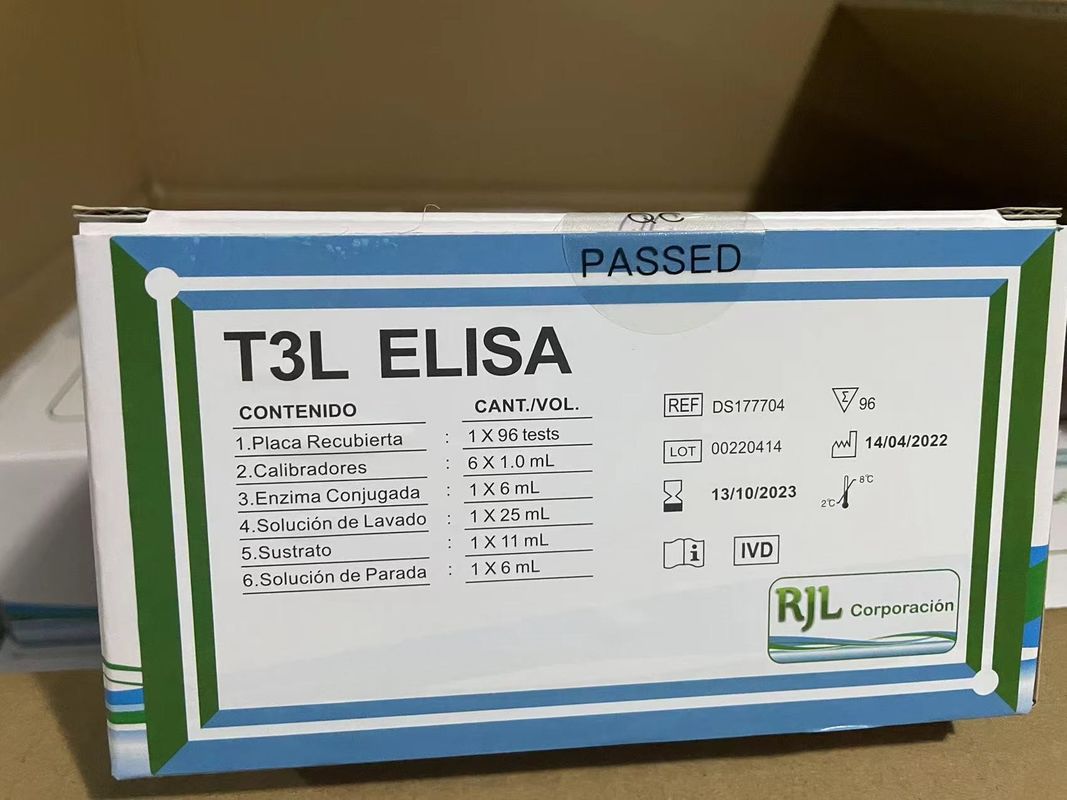 QC
PASSED
T3L ELISA
CONTENIDO CANT./VOL.
1.Placa Recubierta : 1 X 96 tests
2.Calibradores : 6 X 1.0 mL
3.Enzima Conjugada : 1 X 6 mL
4.Solución de Lavado : 1 X 25 mL
5.Sustrato : 1 X 11 mL
6.Solución de Parada : 1 X 6 mL
REF DS177704 Σ 96
LOT 00220414 14/04/2022
13/10/2023 2°C 8°C
i IVD
RJL Corporación